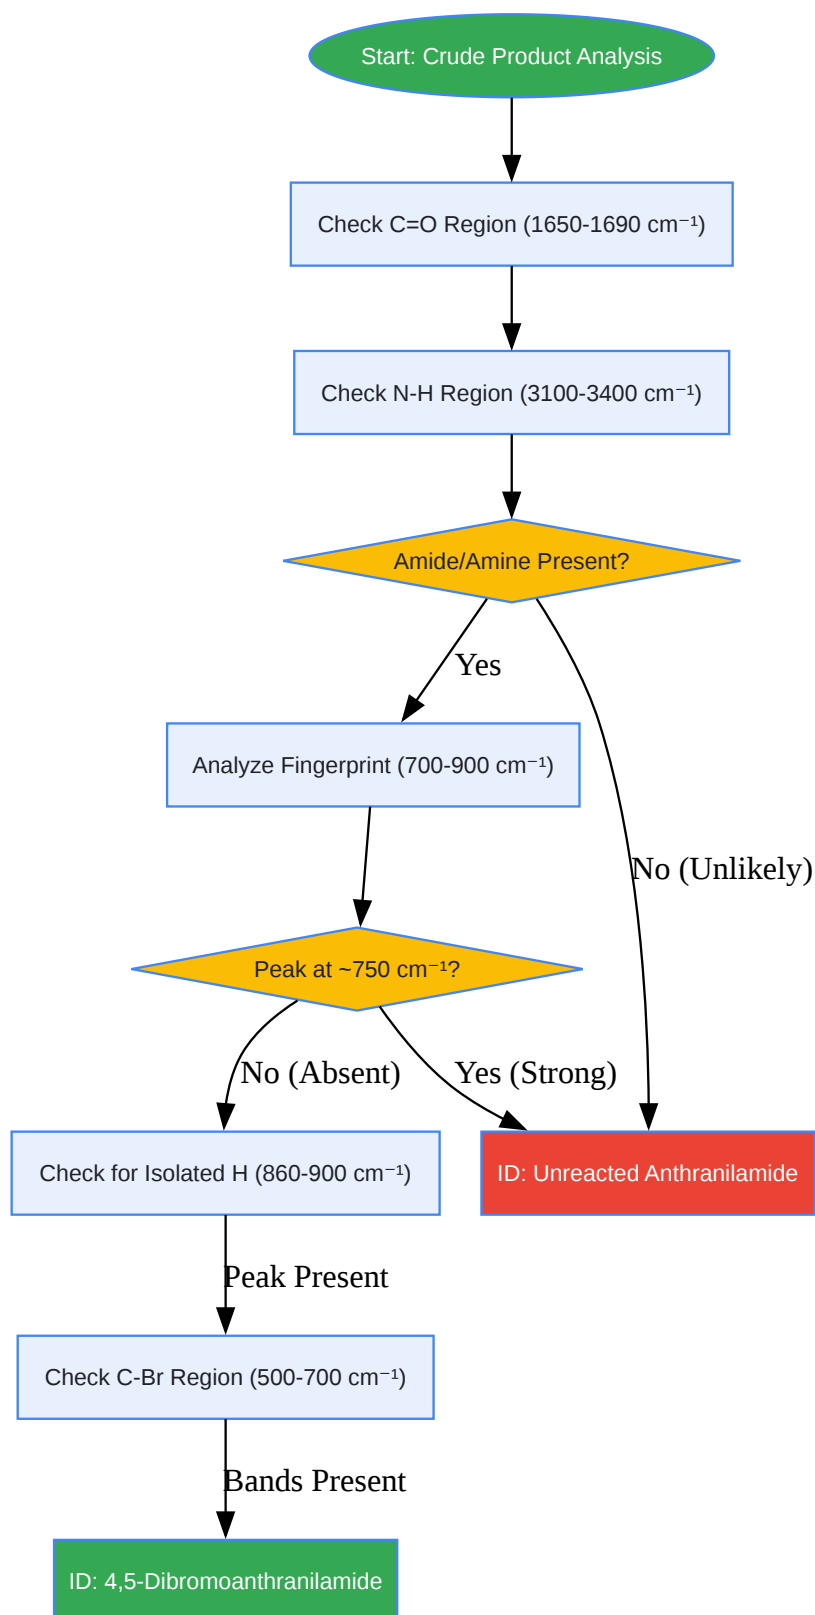 Start: Crude Product Analysis
Check C=O Region (1650-1690 cm⁻¹)
Check N-H Region (3100-3400 cm⁻¹)
Amide/Amine Present?
Yes
Analyze Fingerprint (700-900 cm⁻¹)
No (Unlikely)
Peak at ~750 cm⁻¹?
No (Absent)
Yes (Strong)
Check for Isolated H (860-900 cm⁻¹)
ID: Unreacted Anthranilamide
Peak Present
Check C-Br Region (500-700 cm⁻¹)
Bands Present
ID: 4,5-Dibromoanthranilamide